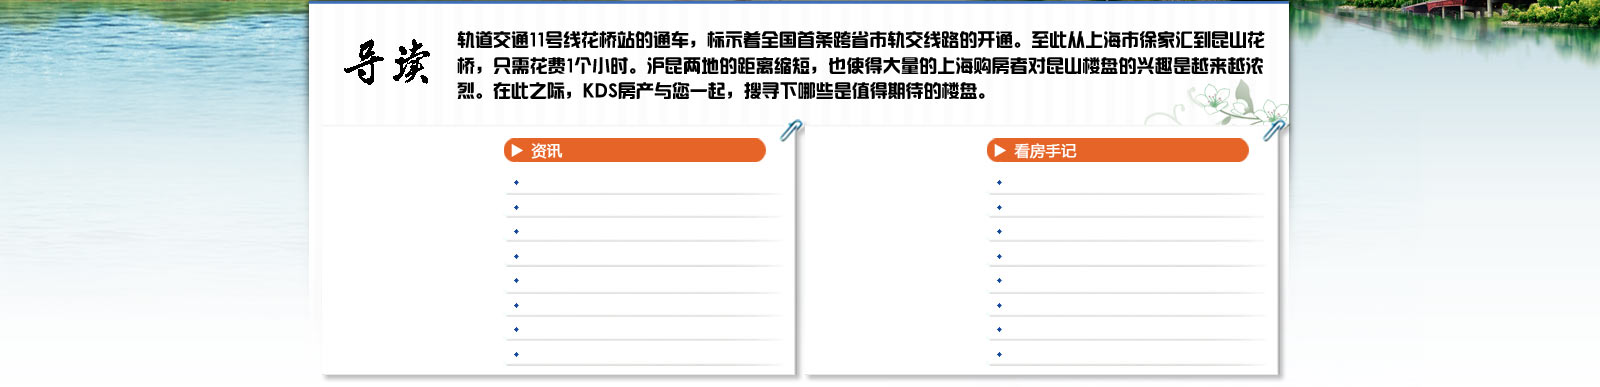 导读
轨道交通11号线花桥站的通车，标示着全国首条跨省市轨交线路的开通。至此从上海市徐家汇到昆山花
桥，只需花费1个小时。沪昆两地的距离缩短，也使得大量的上海购房者对昆山楼盘的兴趣是越来越浓
烈。在此之际，KDS房产与您一起，搜寻下哪些是值得期待的楼盘。
资讯
看房手记